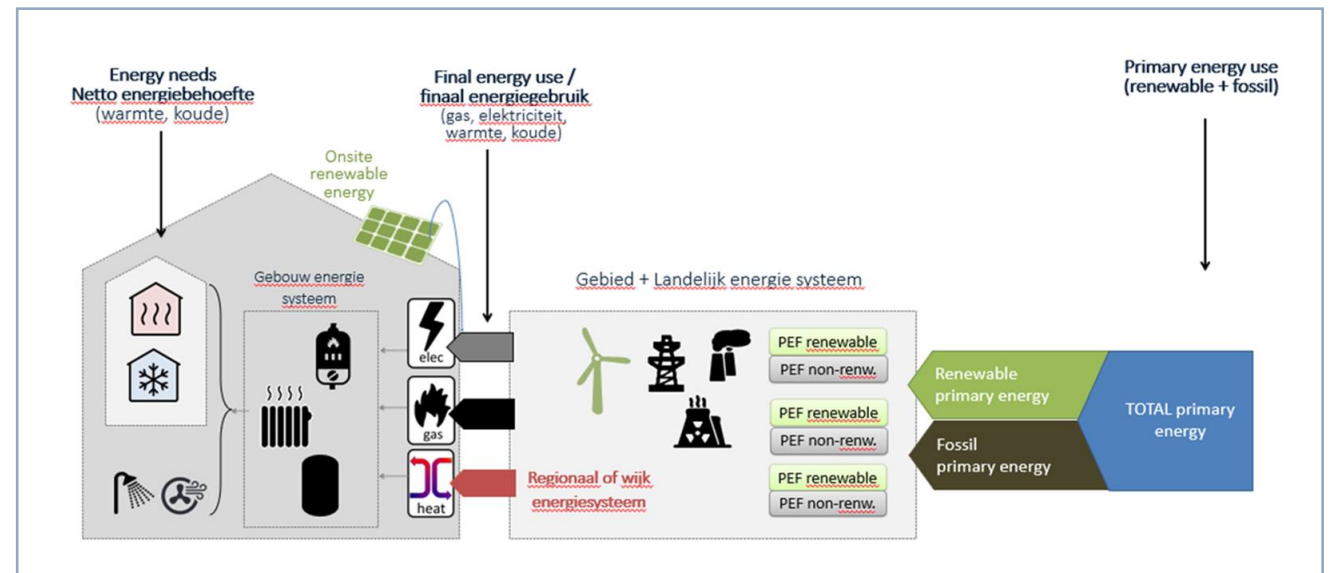 Energy needs
Netto energiebehoefte
(warmte, koude)
Final energy use /
finaal energiegebruik
(gas, elektriciteit,
warmte, koude)
Primary energy use
(renewable + fossil)
Onsite
renewable
energy
Gebouw energie
systeem
elec
gas
heat
Gebied + Landelijk energie systeem
PEF renewable
PEF non-renw.
PEF renewable
PEF non-renw.
PEF renewable
PEF non-renw.
Regionaal of wijk
energiesysteem
Renewable
primary energy
Fossil
primary energy
TOTAL primary
energy